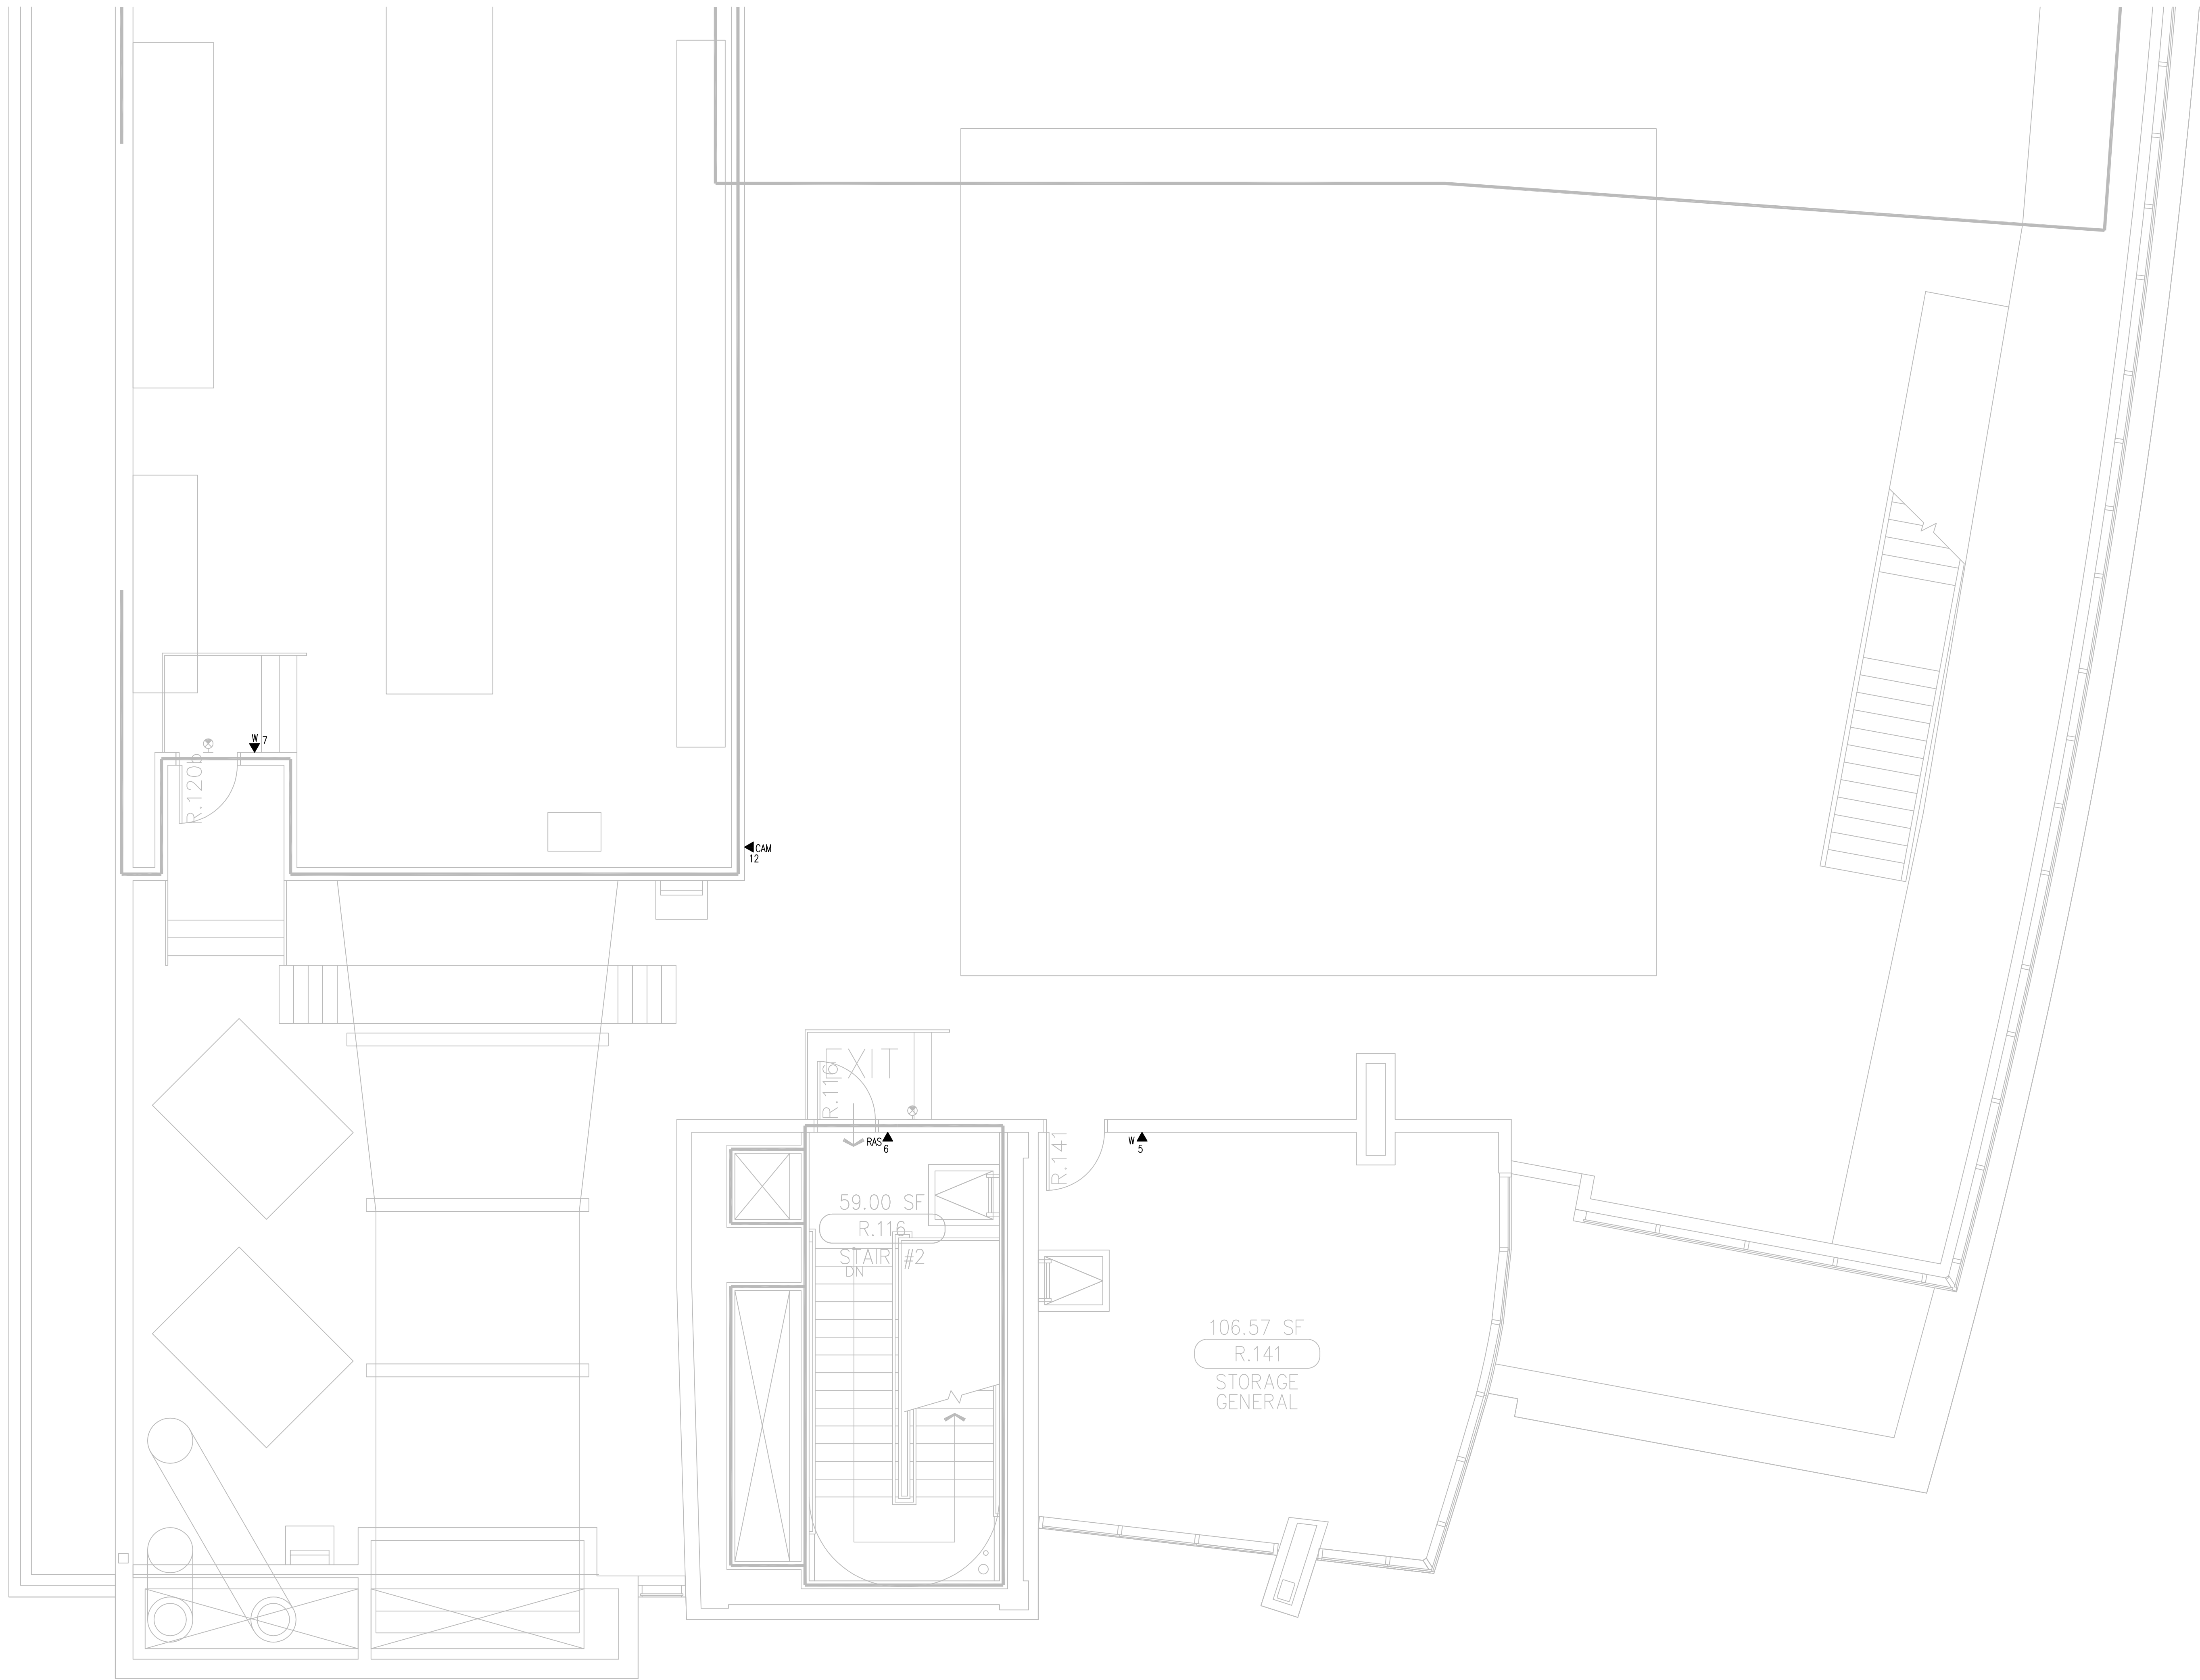 W 7
R.120b
CAM
12
EXIT
R.116
RAS
6
W
5
R.141
59.00 SF
R.116
STAIR #2
DN
106.57 SF
R.141
STORAGE
GENERAL